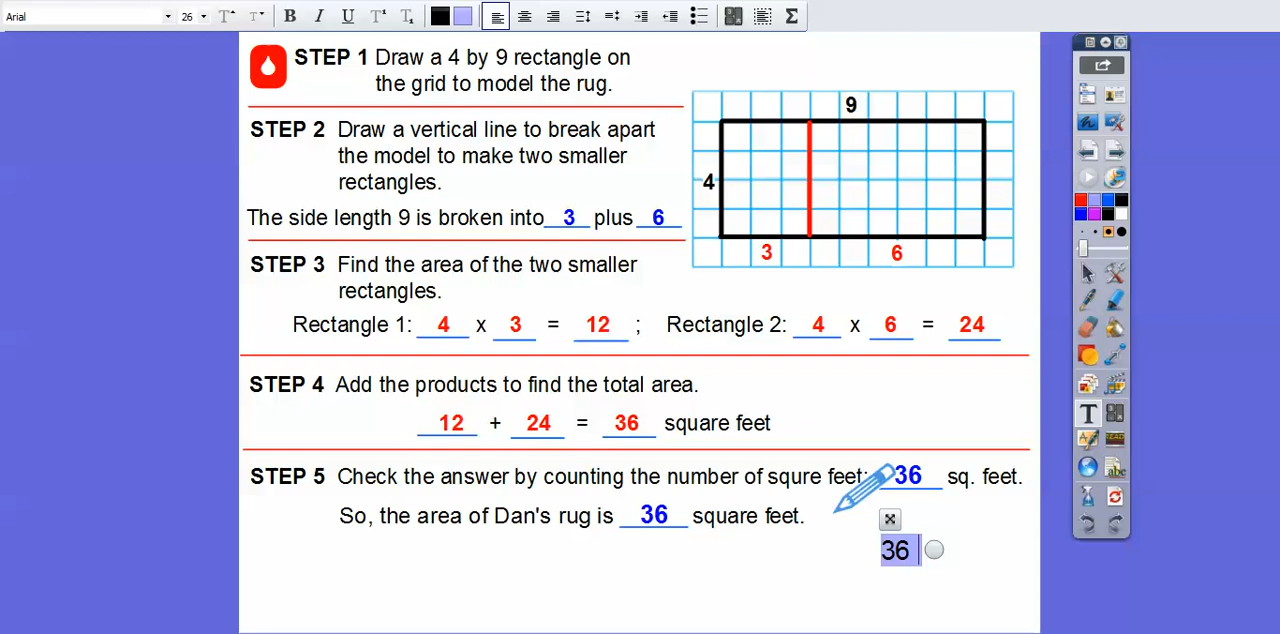 Arial 26 B I U T¹ T₁ Σ
STEP 1 Draw a 4 by 9 rectangle on
the grid to model the rug.
9
STEP 2 Draw a vertical line to break apart
the model to make two smaller
rectangles.
4
The side length 9 is broken into 3 plus 6
3 6
STEP 3 Find the area of the two smaller
rectangles.
Rectangle 1: 4 x 3 = 12 ; Rectangle 2: 4 x 6 = 24
STEP 4 Add the products to find the total area.
12 + 24 = 36 square feet
STEP 5 Check the answer by counting the number of squre feet: 36 sq. feet.
So, the area of Dan's rug is 36 square feet.
36
T
abc